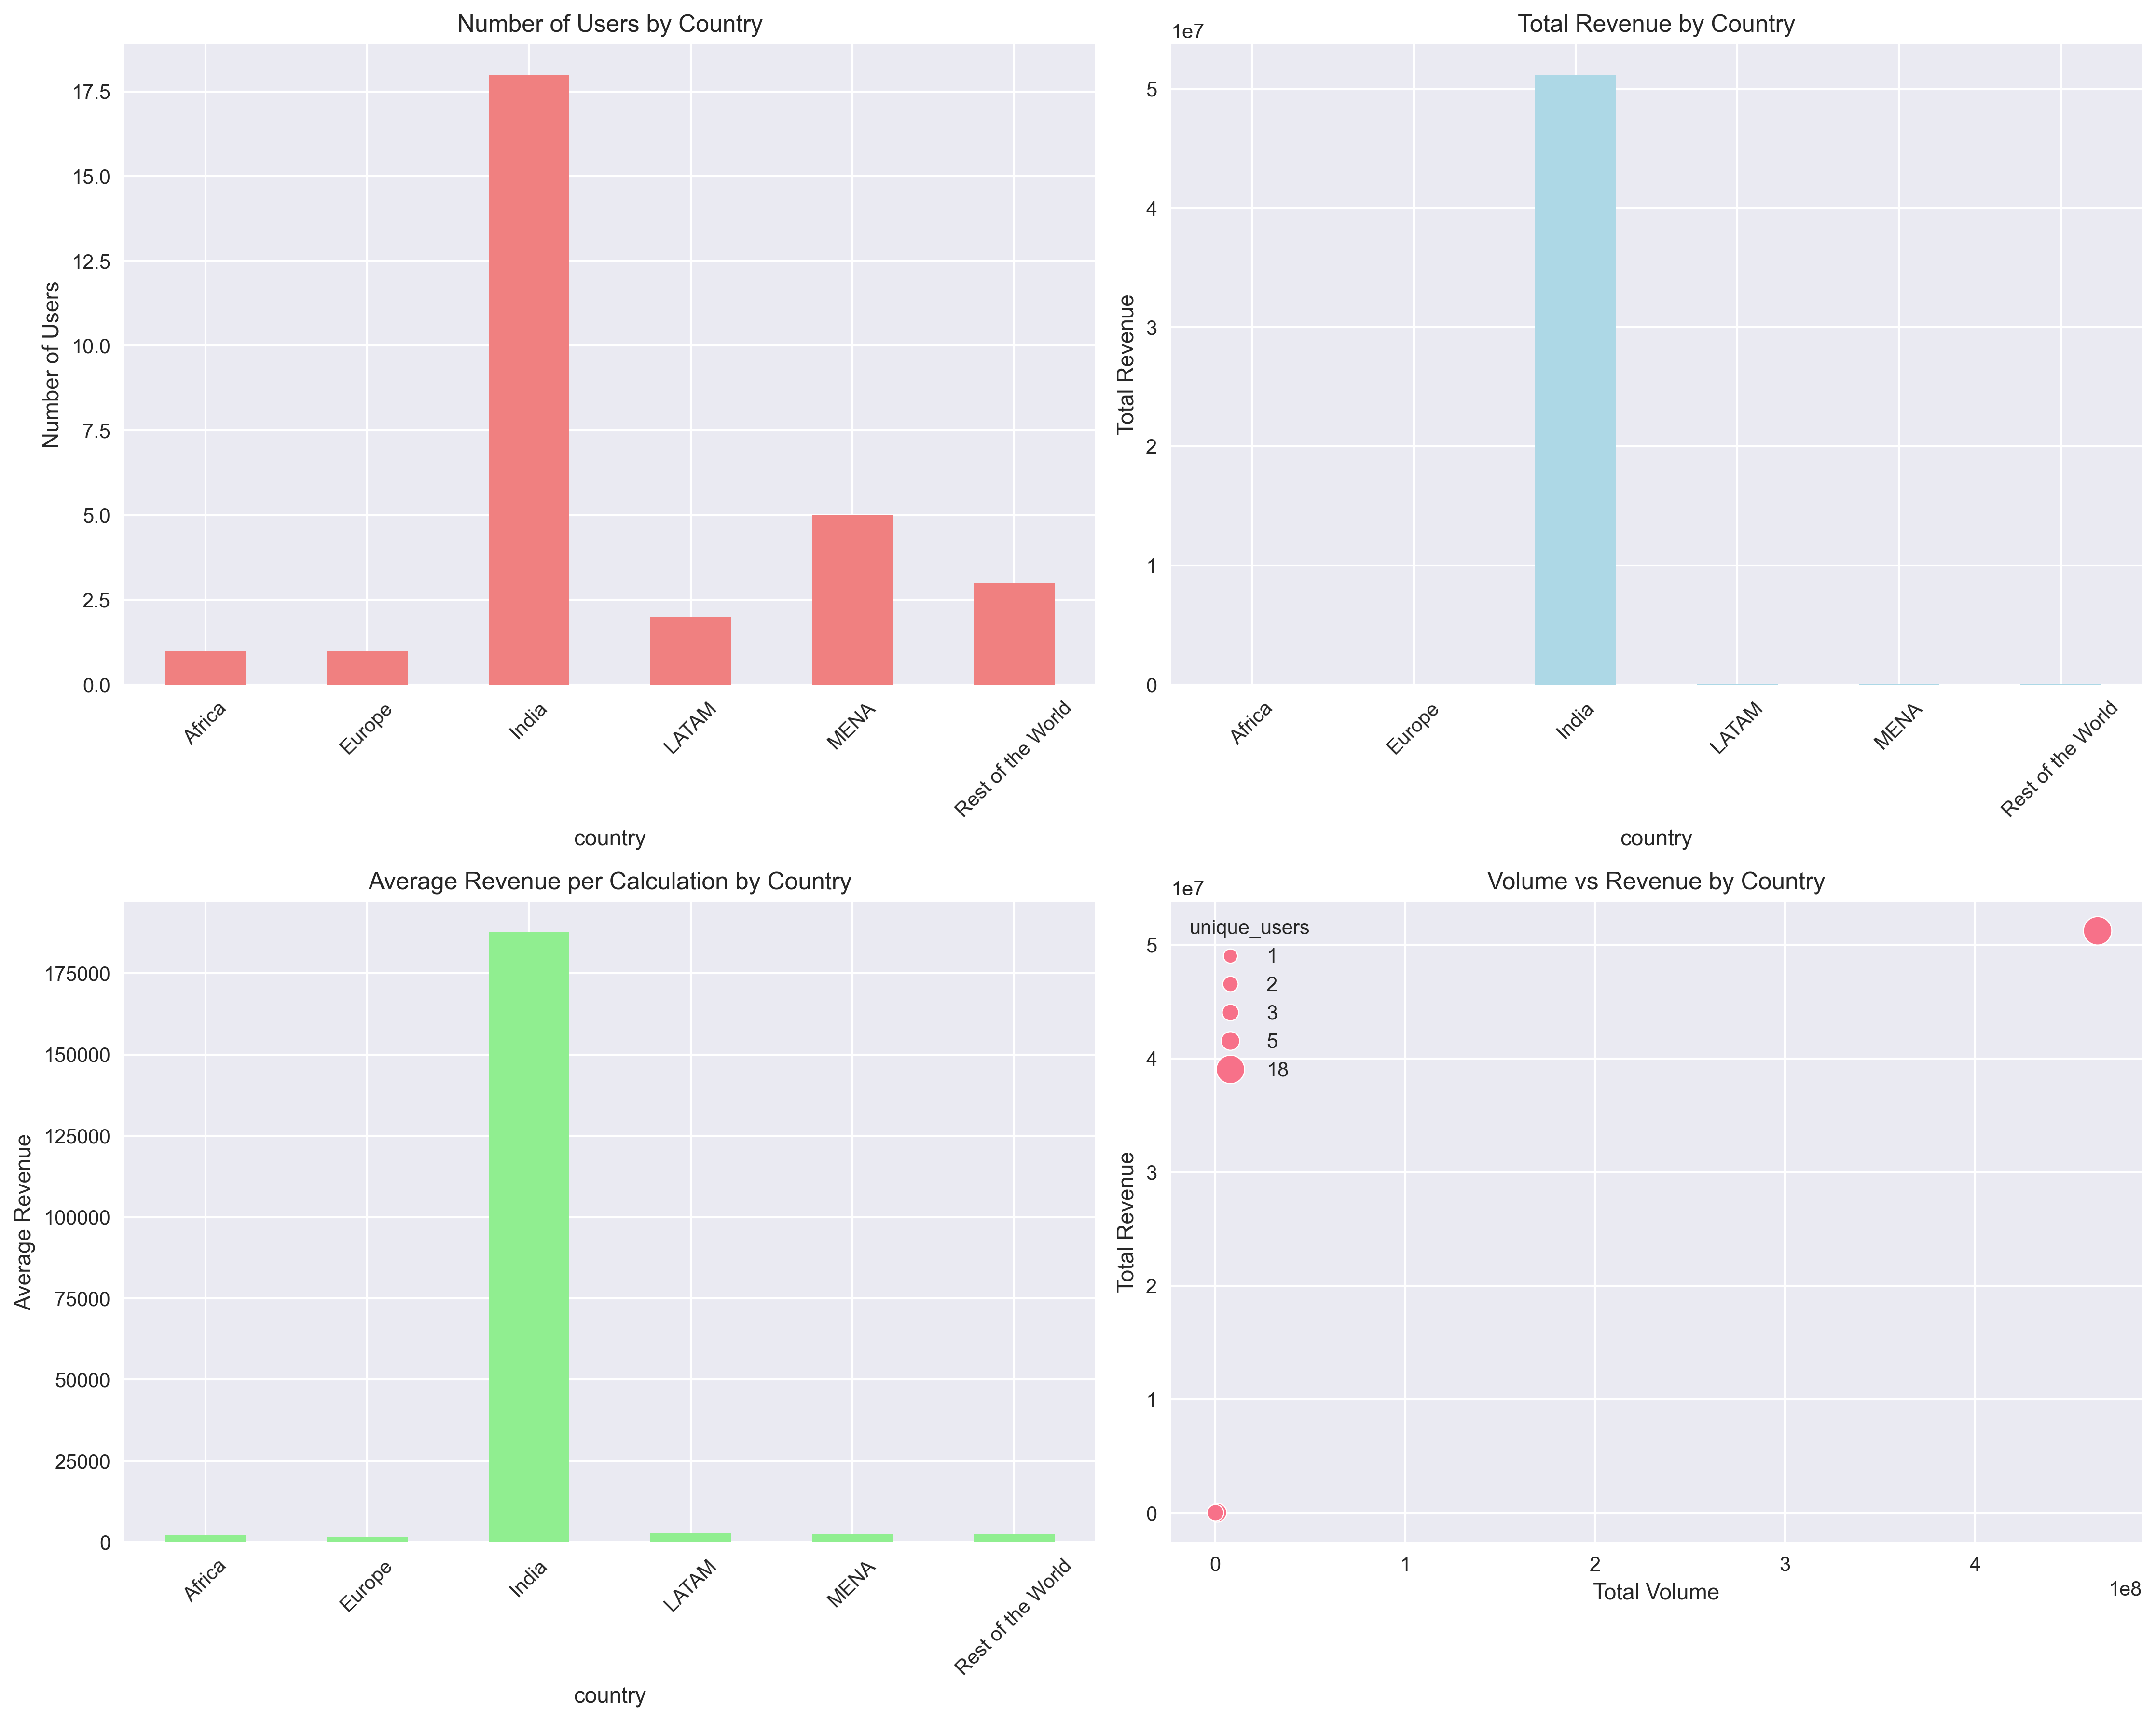 Number of Users by Country
Number of Users
17.5
15.0
12.5
10.0
7.5
5.0
2.5
0.0
Africa
Europe
India
LATAM
MENA
Rest of the World
country
Total Revenue by Country
1e7
Total Revenue
5
4
3
2
1
0
Africa
Europe
India
LATAM
MENA
Rest of the World
country
Average Revenue per Calculation by Country
Average Revenue
175000
150000
125000
100000
75000
50000
25000
0
Africa
Europe
India
LATAM
MENA
Rest of the World
country
Volume vs Revenue by Country
1e7
Total Revenue
5
4
3
2
1
0
unique_users
1
2
3
5
18
0
1
2
3
4
1e8
Total Volume